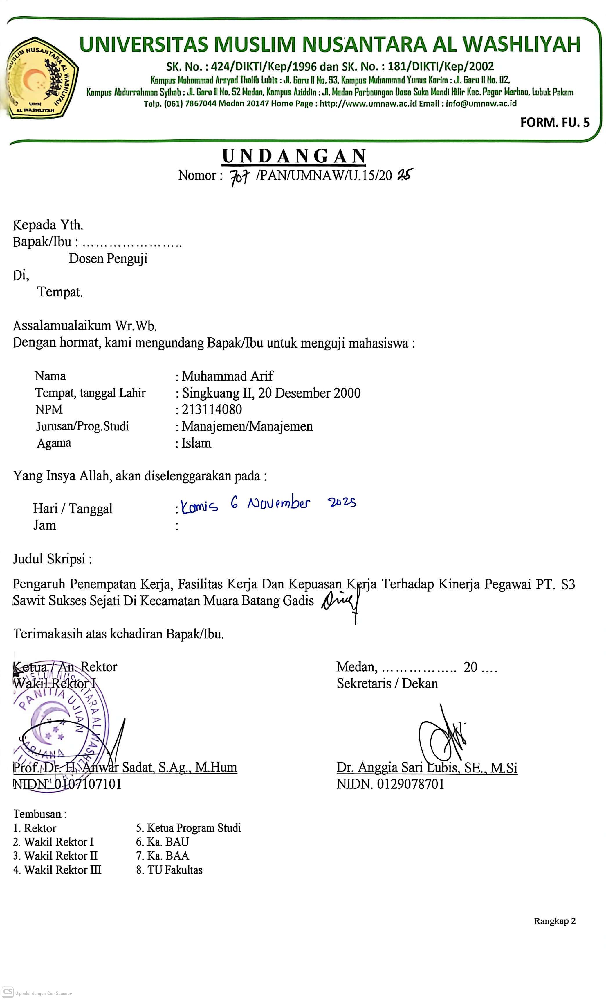 UNIVERSITAS MUSLIM NUSANTARA AL WASHLIYAH
SK. No. : 424/DIKTI/Kep/1996 dan SK. No. : 181/DIKTI/Kep/2002
Kampus Muhammad Arsyad Thalib Lubis : Jl. Garu II No. 93, Kampus Muhammad Yunus Karim : Jl. Garu II No. 02,
Kampus Abdurrahman Syihab : Jl. Garu II No. 52 Medan, Kampus Aziddin : Jl. Medan Perbaungan Desa Suka Mandi Hilir Kec. Pagar Merbau, Lubuk Pakam
Telp. (061) 7867044 Medan 20147 Home Page : http://www.umnaw.ac.id Email : info@umnaw.ac.id
FORM. FU. 5
MUSLIM NUSANTARA AL WASHLIYAH
UMN
AL WASHLIYAH
UNDANGAN
Nomor : 707 /PAN/UMNAW/U.15/20 25
Kepada Yth.
Bapak/Ibu : ……………………..
Dosen Penguji
Di,
Tempat.
Assalamualaikum Wr.Wb.
Dengan hormat, kami mengundang Bapak/Ibu untuk menguji mahasiswa :
Nama : Muhammad Arif
Tempat, tanggal Lahir : Singkuang II, 20 Desember 2000
NPM : 213114080
Jurusan/Prog.Studi : Manajemen/Manajemen
Agama : Islam
Yang Insya Allah, akan diselenggarakan pada :
Hari / Tanggal : Kamis 6 November 2025
Jam :
Judul Skripsi :
Pengaruh Penempatan Kerja, Fasilitas Kerja Dan Kepuasan Kerja Terhadap Kinerja Pegawai PT. S3
Sawit Sukses Sejati Di Kecamatan Muara Batang Gadis
Terimakasih atas kehadiran Bapak/Ibu.
Ketua / An. Rektor
Wakil Rektor I
Medan, …………….. 20 ….
Sekretaris / Dekan
PANITIA UJIAN
SARJANA
Prof. Dr. H. Anwar Sadat, S.Ag., M.Hum
NIDN. 0107107101
Dr. Anggia Sari Lubis, SE., M.Si
NIDN. 0129078701
Tembusan :
1. Rektor
2. Wakil Rektor I
3. Wakil Rektor II
4. Wakil Rektor III
5. Ketua Program Studi
6. Ka. BAU
7. Ka. BAA
8. TU Fakultas
Rangkap 2
CS Dipindai dengan CamScanner